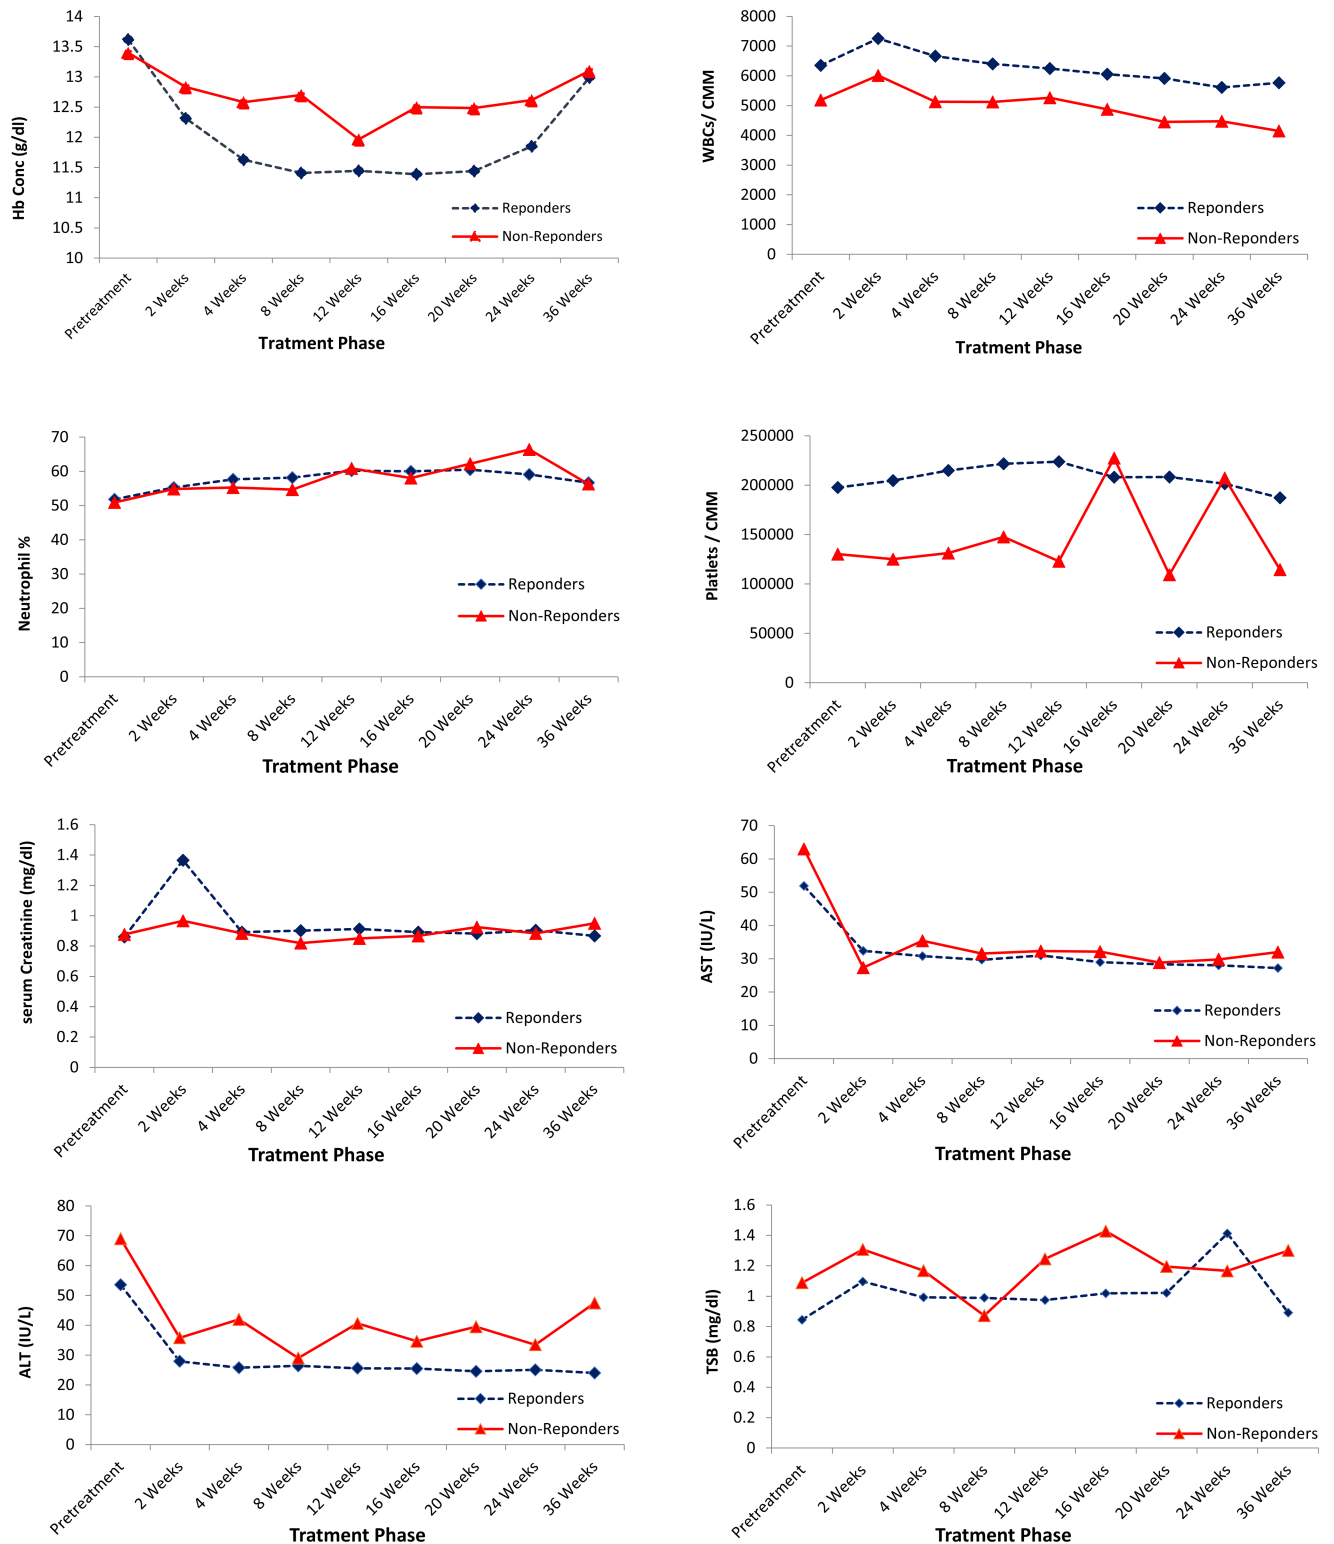 Hb Conc (g/dl)
14
13.5
13
12.5
12
11.5
11
10.5
10
Reponders
Non-Reponders
Pretreatment
2 Weeks
4 Weeks
8 Weeks
12 Weeks
16 Weeks
20 Weeks
24 Weeks
36 Weeks
Tratment Phase
WBCs/ CMM
8000
7000
6000
5000
4000
3000
2000
1000
0
Reponders
Non-Reponders
Pretreatment
2 Weeks
4 Weeks
8 Weeks
12 Weeks
16 Weeks
20 Weeks
24 Weeks
36 Weeks
Tratment Phase
Neutrophil %
70
60
50
40
30
20
10
0
Reponders
Non-Reponders
Pretreatment
2 Weeks
4 Weeks
8 Weeks
12 Weeks
16 Weeks
20 Weeks
24 Weeks
36 Weeks
Tratment Phase
Platlets / CMM
250000
200000
150000
100000
50000
0
Reponders
Non-Reponders
Pretreatment
2 Weeks
4 Weeks
8 Weeks
12 Weeks
16 Weeks
20 Weeks
24 Weeks
36 Weeks
Tratment Phase
serum Creatinine (mg/dl)
1.6
1.4
1.2
1
0.8
0.6
0.4
0.2
0
Reponders
Non-Reponders
Pretreatment
2 Weeks
4 Weeks
8 Weeks
12 Weeks
16 Weeks
20 Weeks
24 Weeks
36 Weeks
Tratment Phase
AST (IU/L)
70
60
50
40
30
20
10
0
Reponders
Non-Reponders
Pretreatment
2 Weeks
4 Weeks
8 Weeks
12 Weeks
16 Weeks
20 Weeks
24 Weeks
36 Weeks
Tratment Phase
ALT (IU/L)
80
70
60
50
40
30
20
10
0
Reponders
Non-Reponders
Pretreatment
2 Weeks
4 Weeks
8 Weeks
12 Weeks
16 Weeks
20 Weeks
24 Weeks
36 Weeks
Tratment Phase
TSB (mg/dl)
1.6
1.4
1.2
1
0.8
0.6
0.4
0.2
0
Reponders
Non-Reponders
Pretreatment
2 Weeks
4 Weeks
8 Weeks
12 Weeks
16 Weeks
20 Weeks
24 Weeks
36 Weeks
Tratment Phase